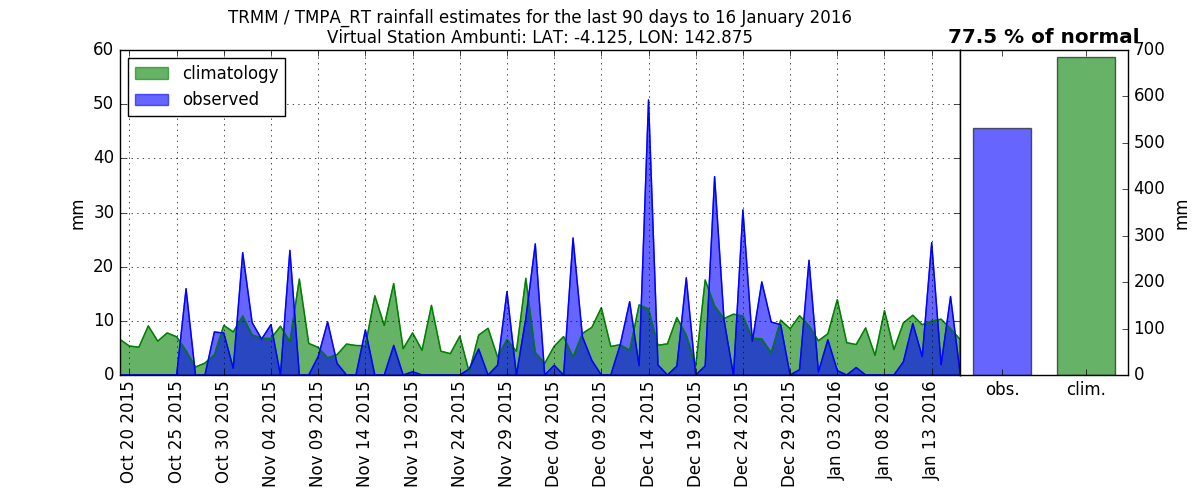 TRMM / TMPA_RT rainfall estimates for the last 90 days to 16 January 2016
Virtual Station Ambunti: LAT: -4.125, LON: 142.875
77.5 % of normal
climatology
observed
60
50
40
30
20
10
0
mm
700
600
500
400
300
200
100
0
mm
Oct 20 2015
Oct 25 2015
Oct 30 2015
Nov 04 2015
Nov 09 2015
Nov 14 2015
Nov 19 2015
Nov 24 2015
Nov 29 2015
Dec 04 2015
Dec 09 2015
Dec 14 2015
Dec 19 2015
Dec 24 2015
Dec 29 2015
Jan 03 2016
Jan 08 2016
Jan 13 2016
obs.
clim.